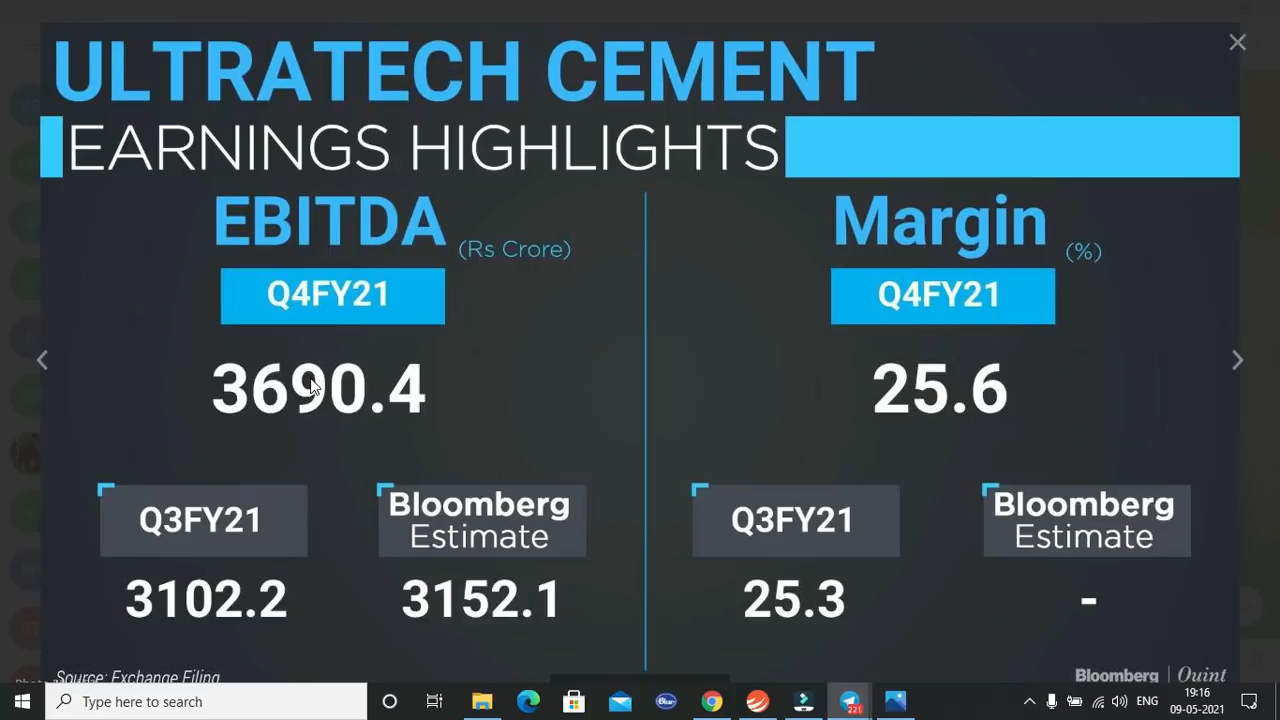 ULTRATECH CEMENT
EARNINGS HIGHLIGHTS
EBITDA (Rs Crore)
Q4FY21
3690.4
Q3FY21
3102.2
Bloomberg
Estimate
3152.1
Margin (%)
Q4FY21
25.6
Q3FY21
25.3
Bloomberg
Estimate
-
Source: Exchange Filing
Bloomberg | Quint
Type here to search
Blue
221
ENG
19:16
09-05-2021